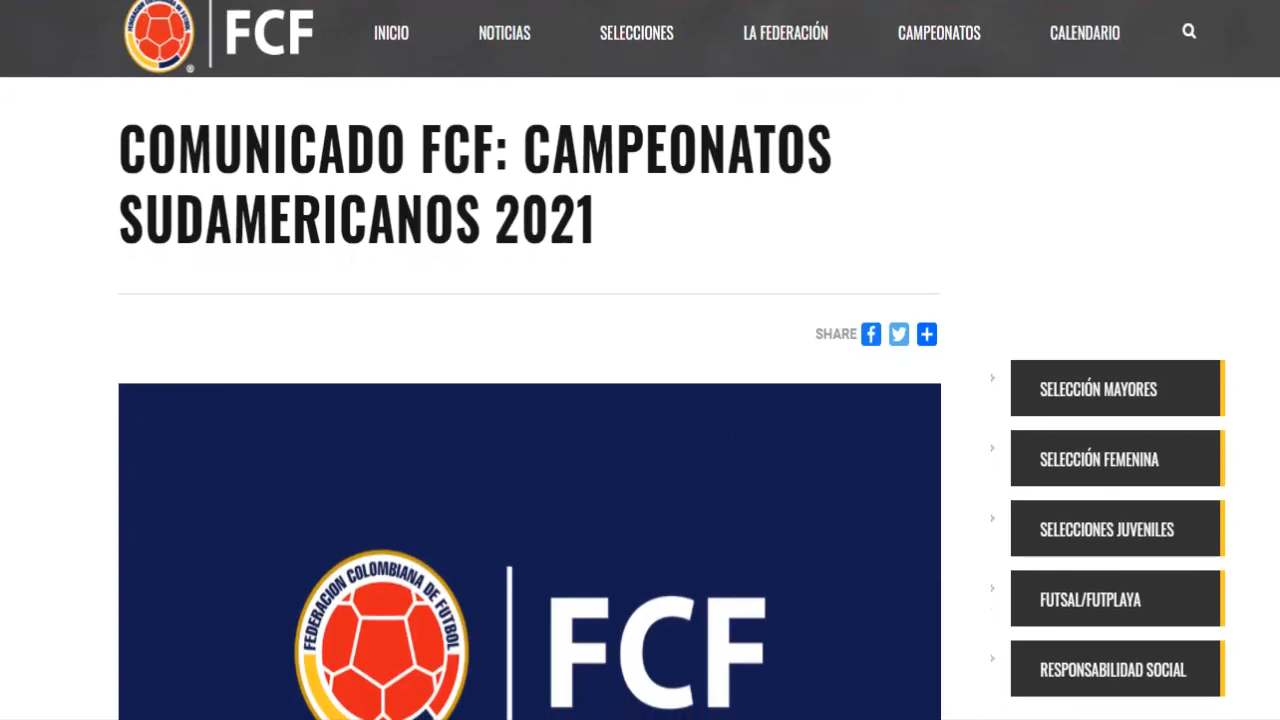 FCF
INICIO
NOTICIAS
SELECCIONES
LA FEDERACIÓN
CAMPEONATOS
CALENDARIO
COMUNICADO FCF: CAMPEONATOS
SUDAMERICANOS 2021
SHARE
SELECCIÓN MAYORES
SELECCIÓN FEMENINA
SELECCIONES JUVENILES
FUTSAL/FUTPLAYA
RESPONSABILIDAD SOCIAL
FEDERACION COLOMBIANA DE FUTBOL
FCF